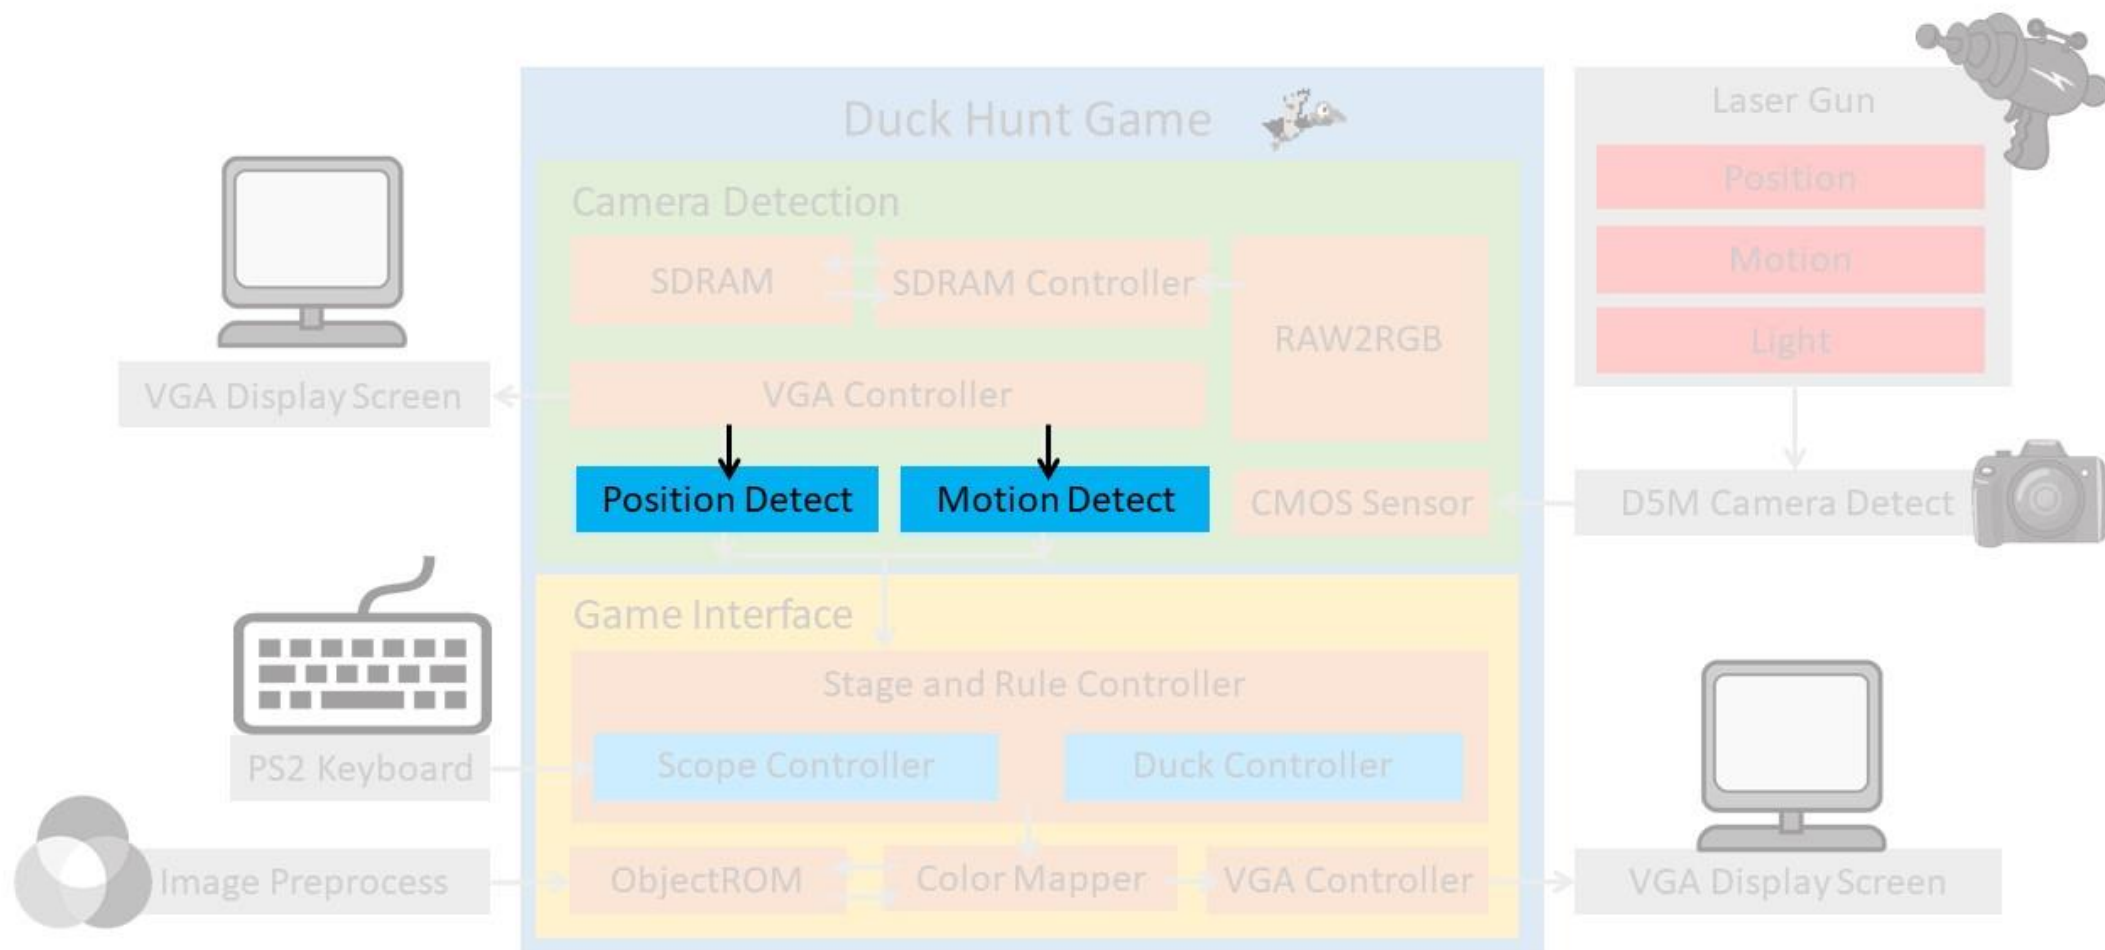 Duck Hunt Game
Laser Gun
Position
Motion
Light
Camera Detection
SDRAM
SDRAM Controller
RAW2RGB
VGA Controller
VGA Display Screen
Position Detect
Motion Detect
CMOS Sensor
D5M Camera Detect
Game Interface
Stage and Rule Controller
Scope Controller
Duck Controller
PS2 Keyboard
Image Preprocess
ObjectROM
Color Mapper
VGA Controller
VGA Display Screen